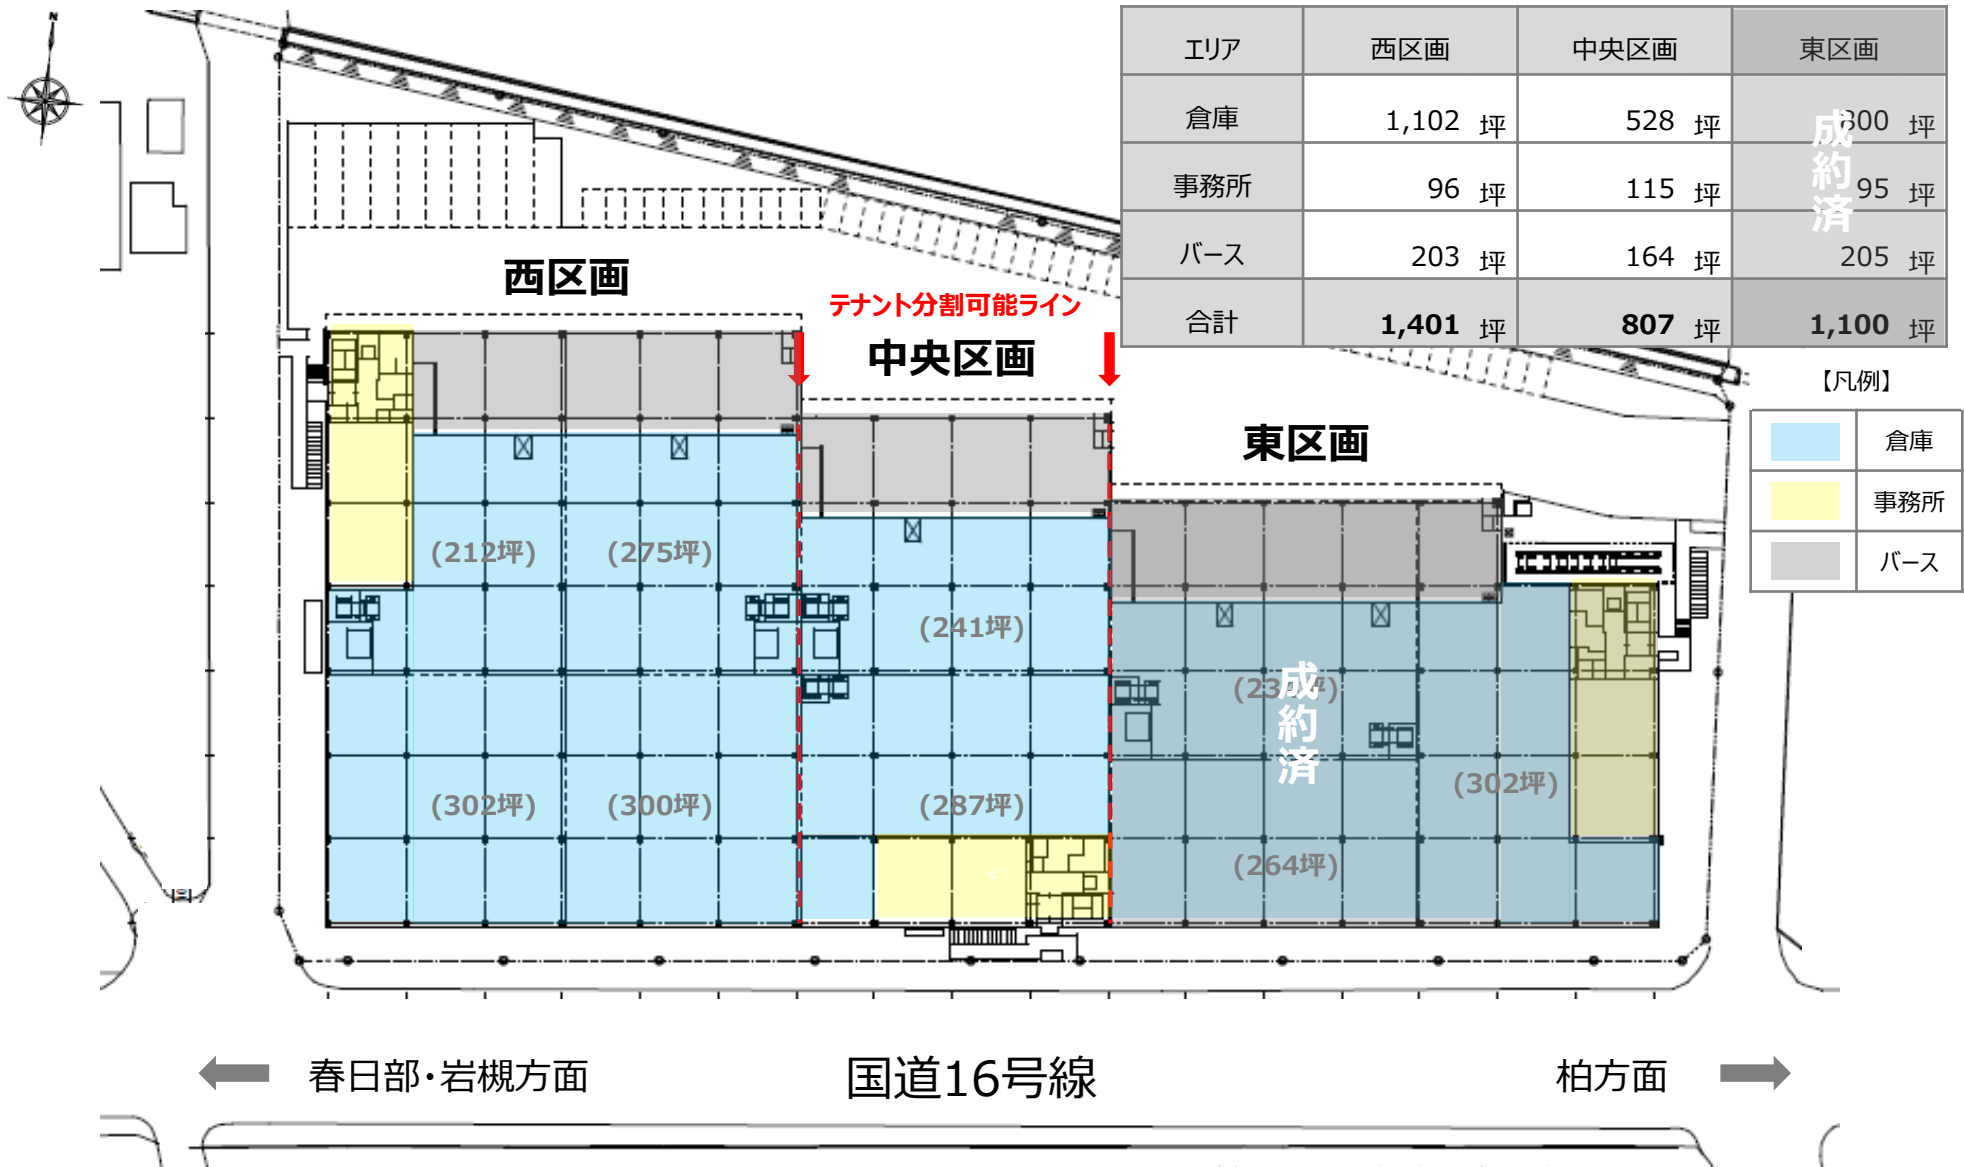 N
エリア 西区画 中央区画 東区画
倉庫 1,102 坪 528 坪 800 坪
事務所 96 坪 115 坪 95 坪
バース 203 坪 164 坪 205 坪
合計 1,401 坪 807 坪 1,100 坪
成約済
【凡例】
倉庫
事務所
バース
西区画
テナント分割可能ライン
中央区画
東区画
(212坪) (275坪)
(241坪)
成約済
(302坪) (300坪) (287坪) (302坪)
(264坪)
春日部・岩槻方面 国道16号線 柏方面